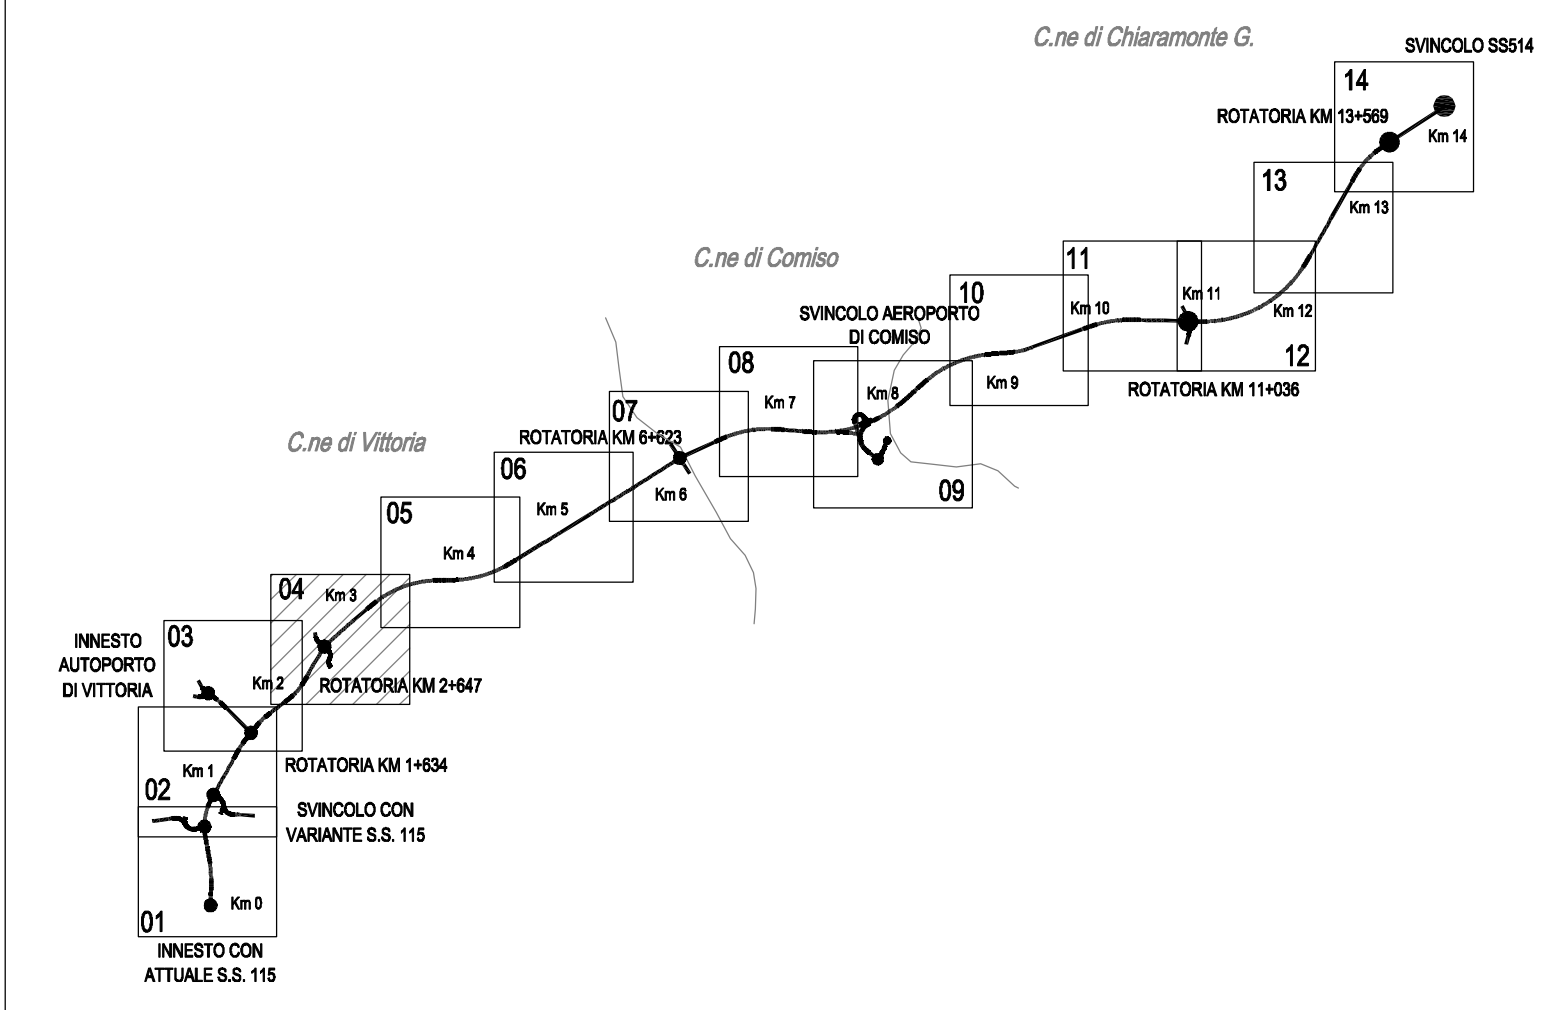 C.ne di Chiaramonte G.
SVINCOLO SS514
14
ROTATORIA KM 13+569
Km 14
13
Km 13
C.ne di Comiso
11
10
Km 11
Km 10
Km 12
SVINCOLO AEROPORTO
DI COMISO
12
08
Km 9
ROTATORIA KM 11+036
Km 8
Km 7
07
C.ne di Vittoria
ROTATORIA KM 6+623
06
09
Km 6
05
Km 5
Km 4
04
Km 3
03
INNESTO
AUTOPORTO
DI VITTORIA
Km 2
ROTATORIA KM 2+647
ROTATORIA KM 1+634
Km 1
02
SVINCOLO CON
VARIANTE S.S. 115
Km 0
01
INNESTO CON
ATTUALE S.S. 115